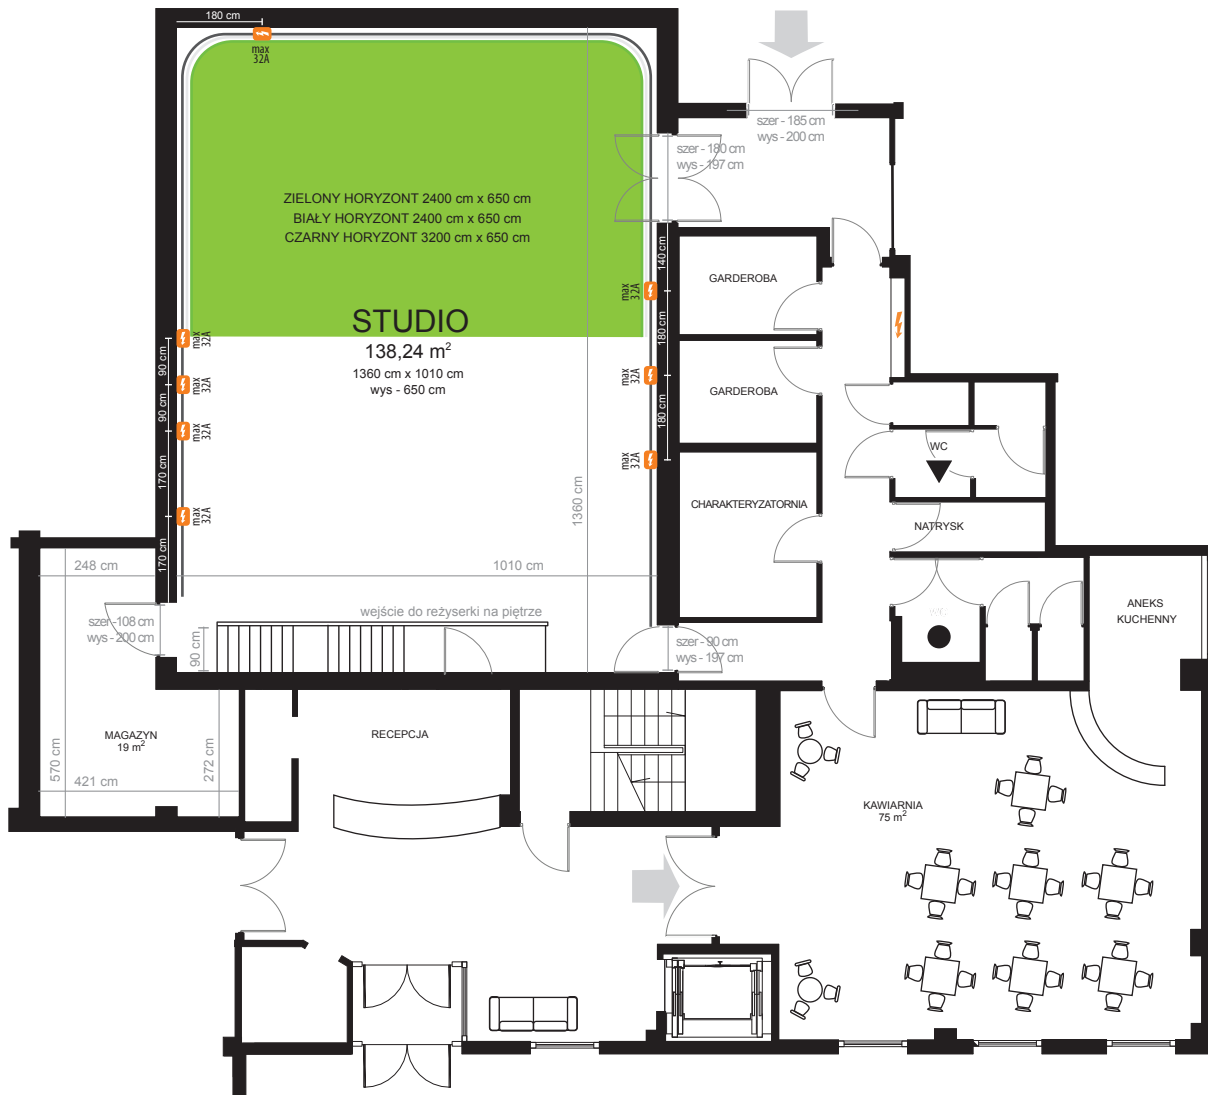 180 cm
max
32A
szer - 185 cm
wys - 200 cm
szer - 180 cm
wys - 197 cm
ZIELONY HORYZONT 2400 cm x 650 cm
BIAŁY HORYZONT 2400 cm x 650 cm
CZARNY HORYZONT 3200 cm x 650 cm
140 cm
GARDEROBA
max
32A
STUDIO
138,24 m²
1360 cm x 1010 cm
wys - 650 cm
180 cm
max
32A
90 cm
max
32A
max
32A
GARDEROBA
180 cm
90 cm
max
32A
WC
max
32A
170 cm
1360 cm
CHARAKTERYZATORNIA
max
32A
NATRYSK
170 cm
248 cm
1010 cm
ANEKS
KUCHENNY
wejście do reżyserki na piętrze
szer -108 cm
wys - 200 cm
90 cm
szer - 90 cm
wys - 197 cm
WC
MAGAZYN
19 m²
RECEPCJA
570 cm
272 cm
421 cm
KAWIARNIA
75 m²